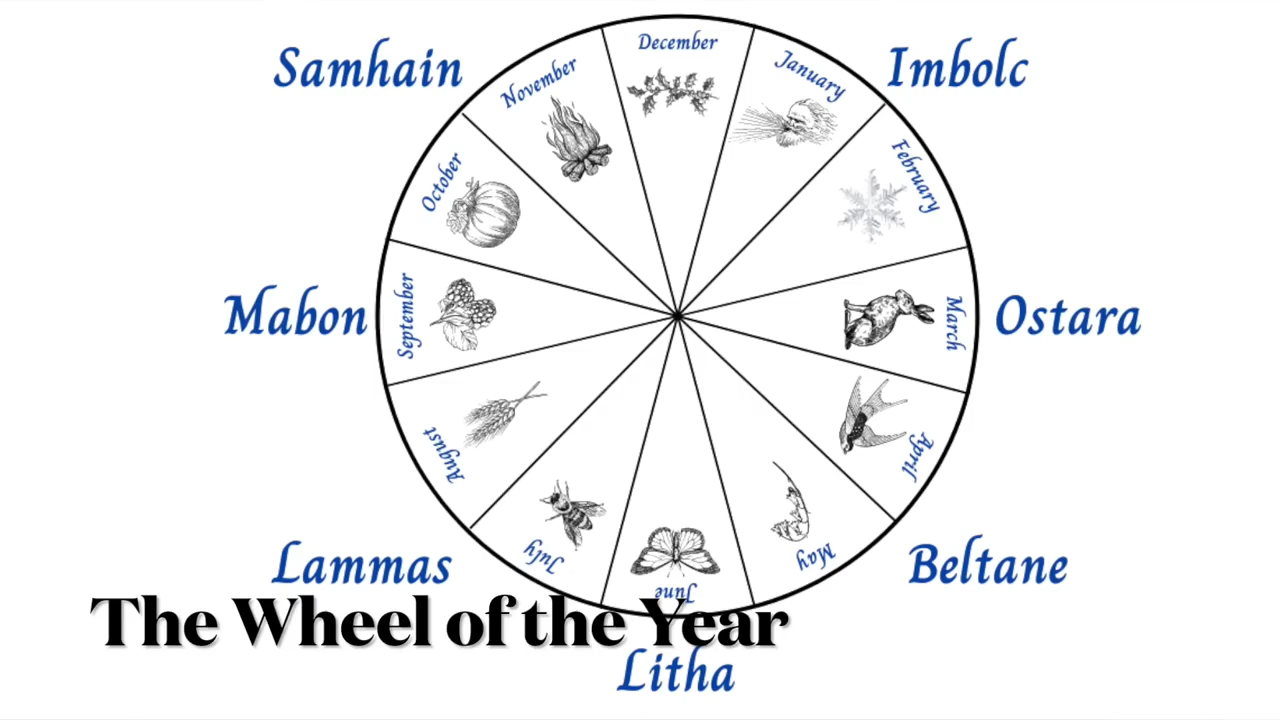 December
Samhain
Imbolc
November
January
October
February
Mabon
September
March
Ostara
August
April
July
May
June
Lammas
Beltane
The Wheel of the Year
Litha